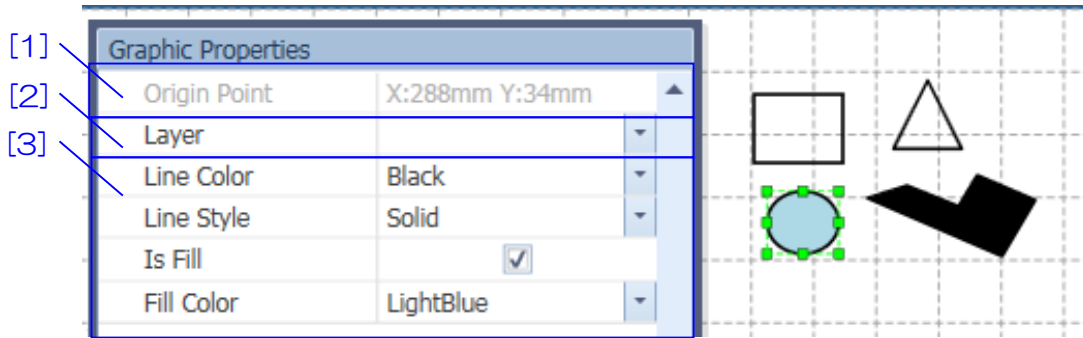 Graphic Properties
[1]
Origin Point X:288mm Y:34mm
[2]
Layer
[3]
Line Color Black
Line Style Solid
Is Fill
Fill Color LightBlue